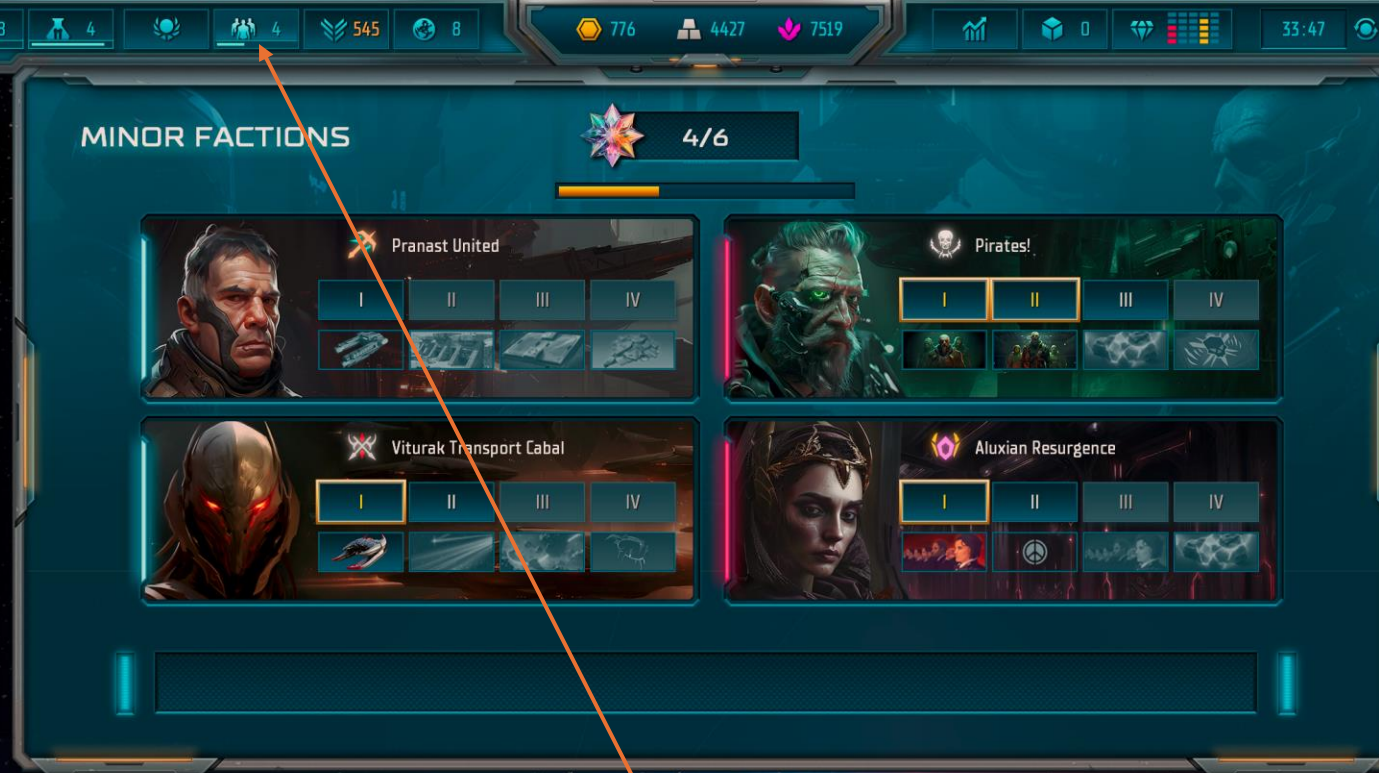 4 4 545 8 776 4427 7519 0 33:47
MINOR FACTIONS
4/6
Pranast United
I II III IV
Pirates!
I II III IV
Viturak Transport Cabal
I II III IV
Aluxian Resurgence
I II III IV